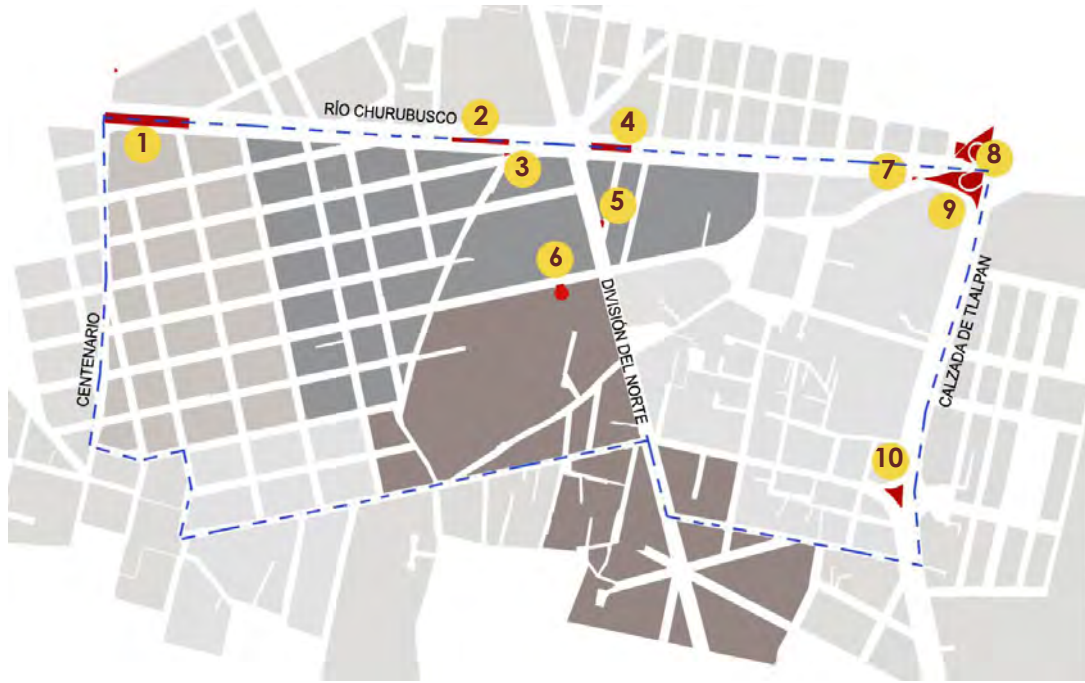 RÍO CHURUBUSCO
1
2
3
4
5
6
7
8
9
10
CENTENARIO
DIVISIÓN DEL NORTE
CALZADA DE TLALPAN